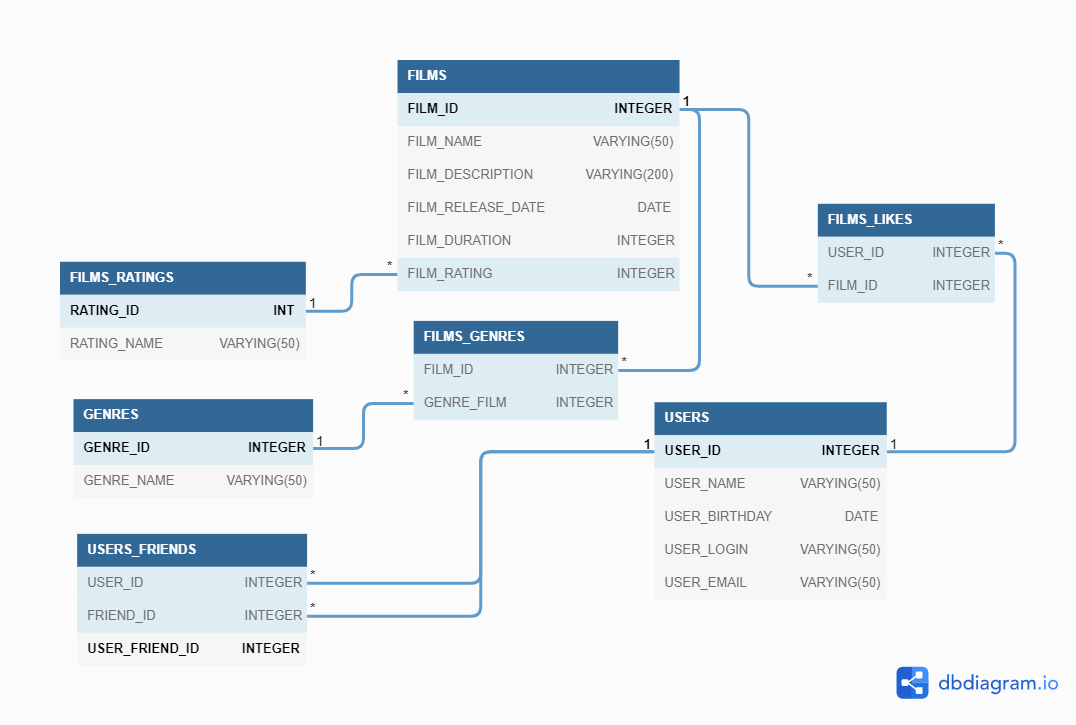 FILMS
FILM_ID INTEGER 1
FILM_NAME VARYING(50)
FILM_DESCRIPTION VARYING(200)
FILM_RELEASE_DATE DATE
FILM_DURATION INTEGER
* FILM_RATING INTEGER
FILMS_LIKES
USER_ID INTEGER *
* FILM_ID INTEGER
FILMS_RATINGS
RATING_ID INT 1
RATING_NAME VARYING(50)
FILMS_GENRES
FILM_ID INTEGER *
* GENRE_FILM INTEGER
GENRES
GENRE_ID INTEGER 1
GENRE_NAME VARYING(50)
USERS
1 USER_ID INTEGER 1
USER_NAME VARYING(50)
USER_BIRTHDAY DATE
USER_LOGIN VARYING(50)
USER_EMAIL VARYING(50)
USERS_FRIENDS
USER_ID INTEGER *
FRIEND_ID INTEGER *
USER_FRIEND_ID INTEGER
dbdiagram.io